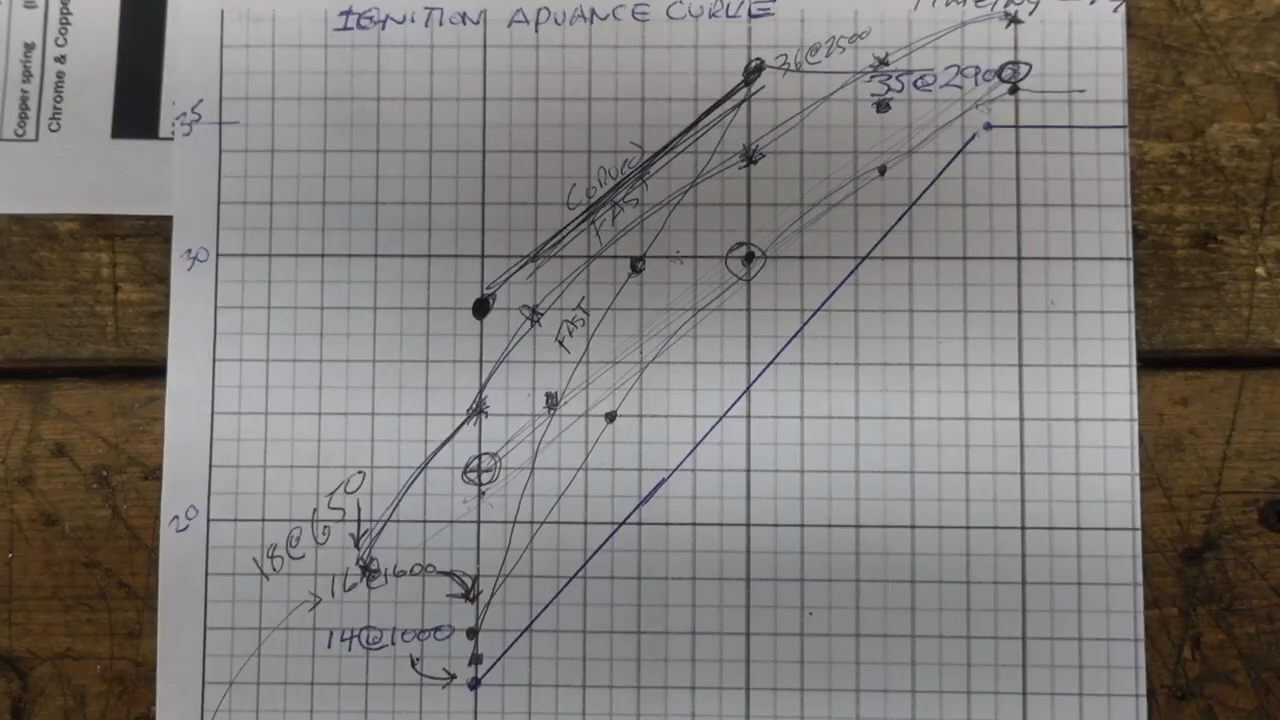 Copper spring
Chrome & Coppe
IGNITION ADVANCE CURVE
36@2500
35@2900
35
CORVED
FAST
30
FAST
20
18@650
16@1600
14@1000